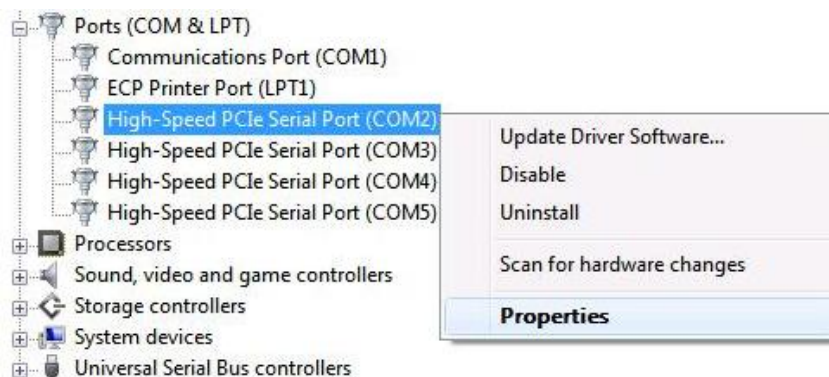 Ports (COM & LPT)
Communications Port (COM1)
ECP Printer Port (LPT1)
High-Speed PCIe Serial Port (COM2)
High-Speed PCIe Serial Port (COM3)
High-Speed PCIe Serial Port (COM4)
High-Speed PCIe Serial Port (COM5)
Processors
Sound, video and game controllers
Storage controllers
System devices
Universal Serial Bus controllers
Update Driver Software...
Disable
Uninstall
Scan for hardware changes
Properties